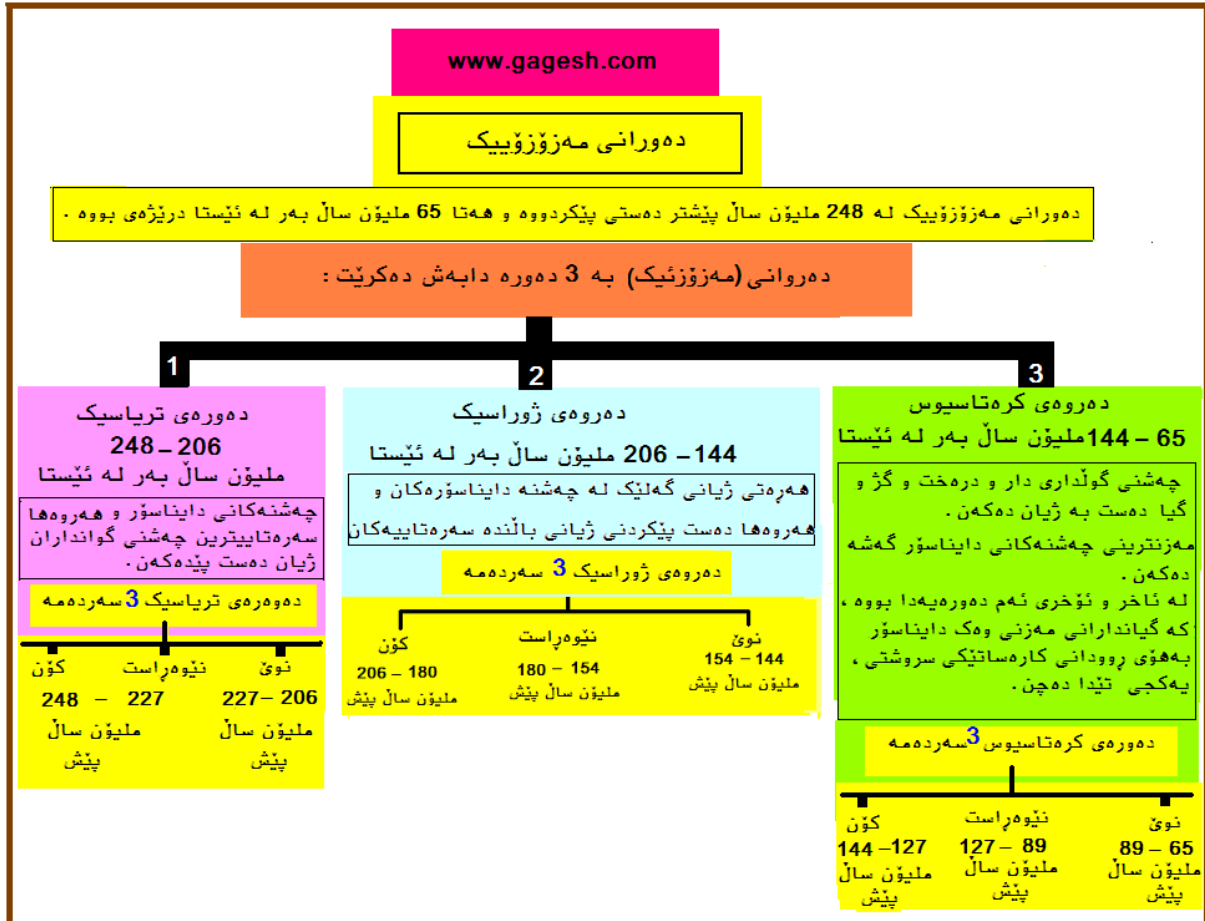 www.gagesh.com
دەورانی مەزۆزۆییک
دەورانی مەزۆزۆییک لە 248 ملیۆن ساڵ پێشتر دەستی پێکردووە و هەتا 65 ملیۆن ساڵ بەر لە ئێستا درێژەی بووە .
دەروانی (مەزۆزئیک) بە 3 دەورە دابەش دەکرێت :
1
2
3
دەورەی تریاسیک
248 – 206
ملیۆن ساڵ بەر لە ئێستا
چەشنەکانی دایناسۆر و هەروەها
سەرەتاییترین چەشنی گوانداران
ژیان دەست پێدەکەن.
دەوەرەی تریاسیک 3 سەردەمە
کۆن
نێوەڕاست
نوێ
248 – 227
ملیۆن ساڵ
پێش
227 – 206
ملیۆن ساڵ
پێش
دەروەی ژوراسیک
206 – 144 ملیۆن ساڵ بەر لە ئێستا
هەڕەتی ژیانی گەلێک لە چەشنە دایناسۆرەکان و
هەروەها دەست پێکردنی ژیانی باڵندە سەرەتاییەکان
دەروەی ژوراسیک 3 سەردەمە
کۆن
206 – 180
ملیۆن ساڵ پێش
نێوەڕاست
180 – 154
ملیۆن ساڵ پێش
نوێ
154 – 144
ملیۆن ساڵ پێش
دەروەی کرەتاسیوس
144 – 65 ملیۆن ساڵ بەر لە ئێستا
چەشنی گوڵداری دار و درەخت و گژ و
گیا دەست بە ژیان دەکەن.
مەزنترینی چەشنەکانی دایناسۆر گەشە
دەکەن.
لە ئاخر و ئۆخری ئەم دەورەیەدا بووە ،
کە گیاندارانی مەزنی وەک دایناسۆر
بەهۆی ڕوودانی کارەساتێکی سروشتی ،
یەکجی تێدا دەچن.
دەورەی کرەتاسیوس 3 سەردەمە
کۆن
144 – 127
ملیۆن ساڵ
پێش
نێوەڕاست
127 – 89
ملیۆن ساڵ
پێش
نوێ
89 – 65
ملیۆن ساڵ
پێش